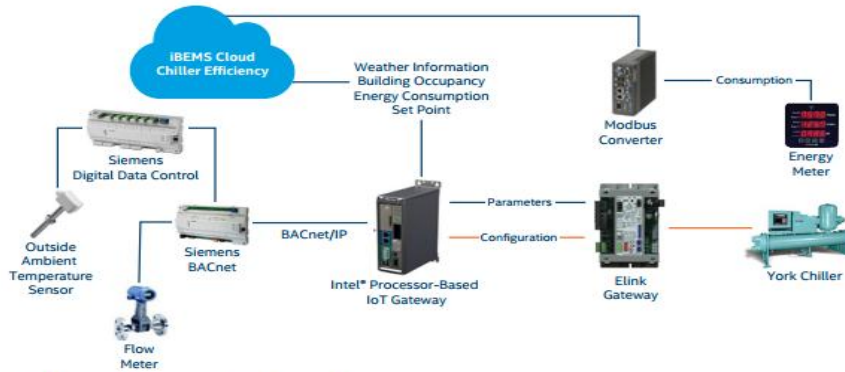 iBEMS Cloud
Chiller Efficiency
Weather Information
Building Occupancy
Energy Consumption
Set Point
Consumption
Modbus
Converter
Energy
Meter
Siemens
Digital Data Control
Outside
Ambient
Temperature
Sensor
Siemens
BACnet
BACnet/IP
Parameters
Configuration
Intel® Processor-Based
IoT Gateway
Elink
Gateway
York Chiller
Flow
Meter